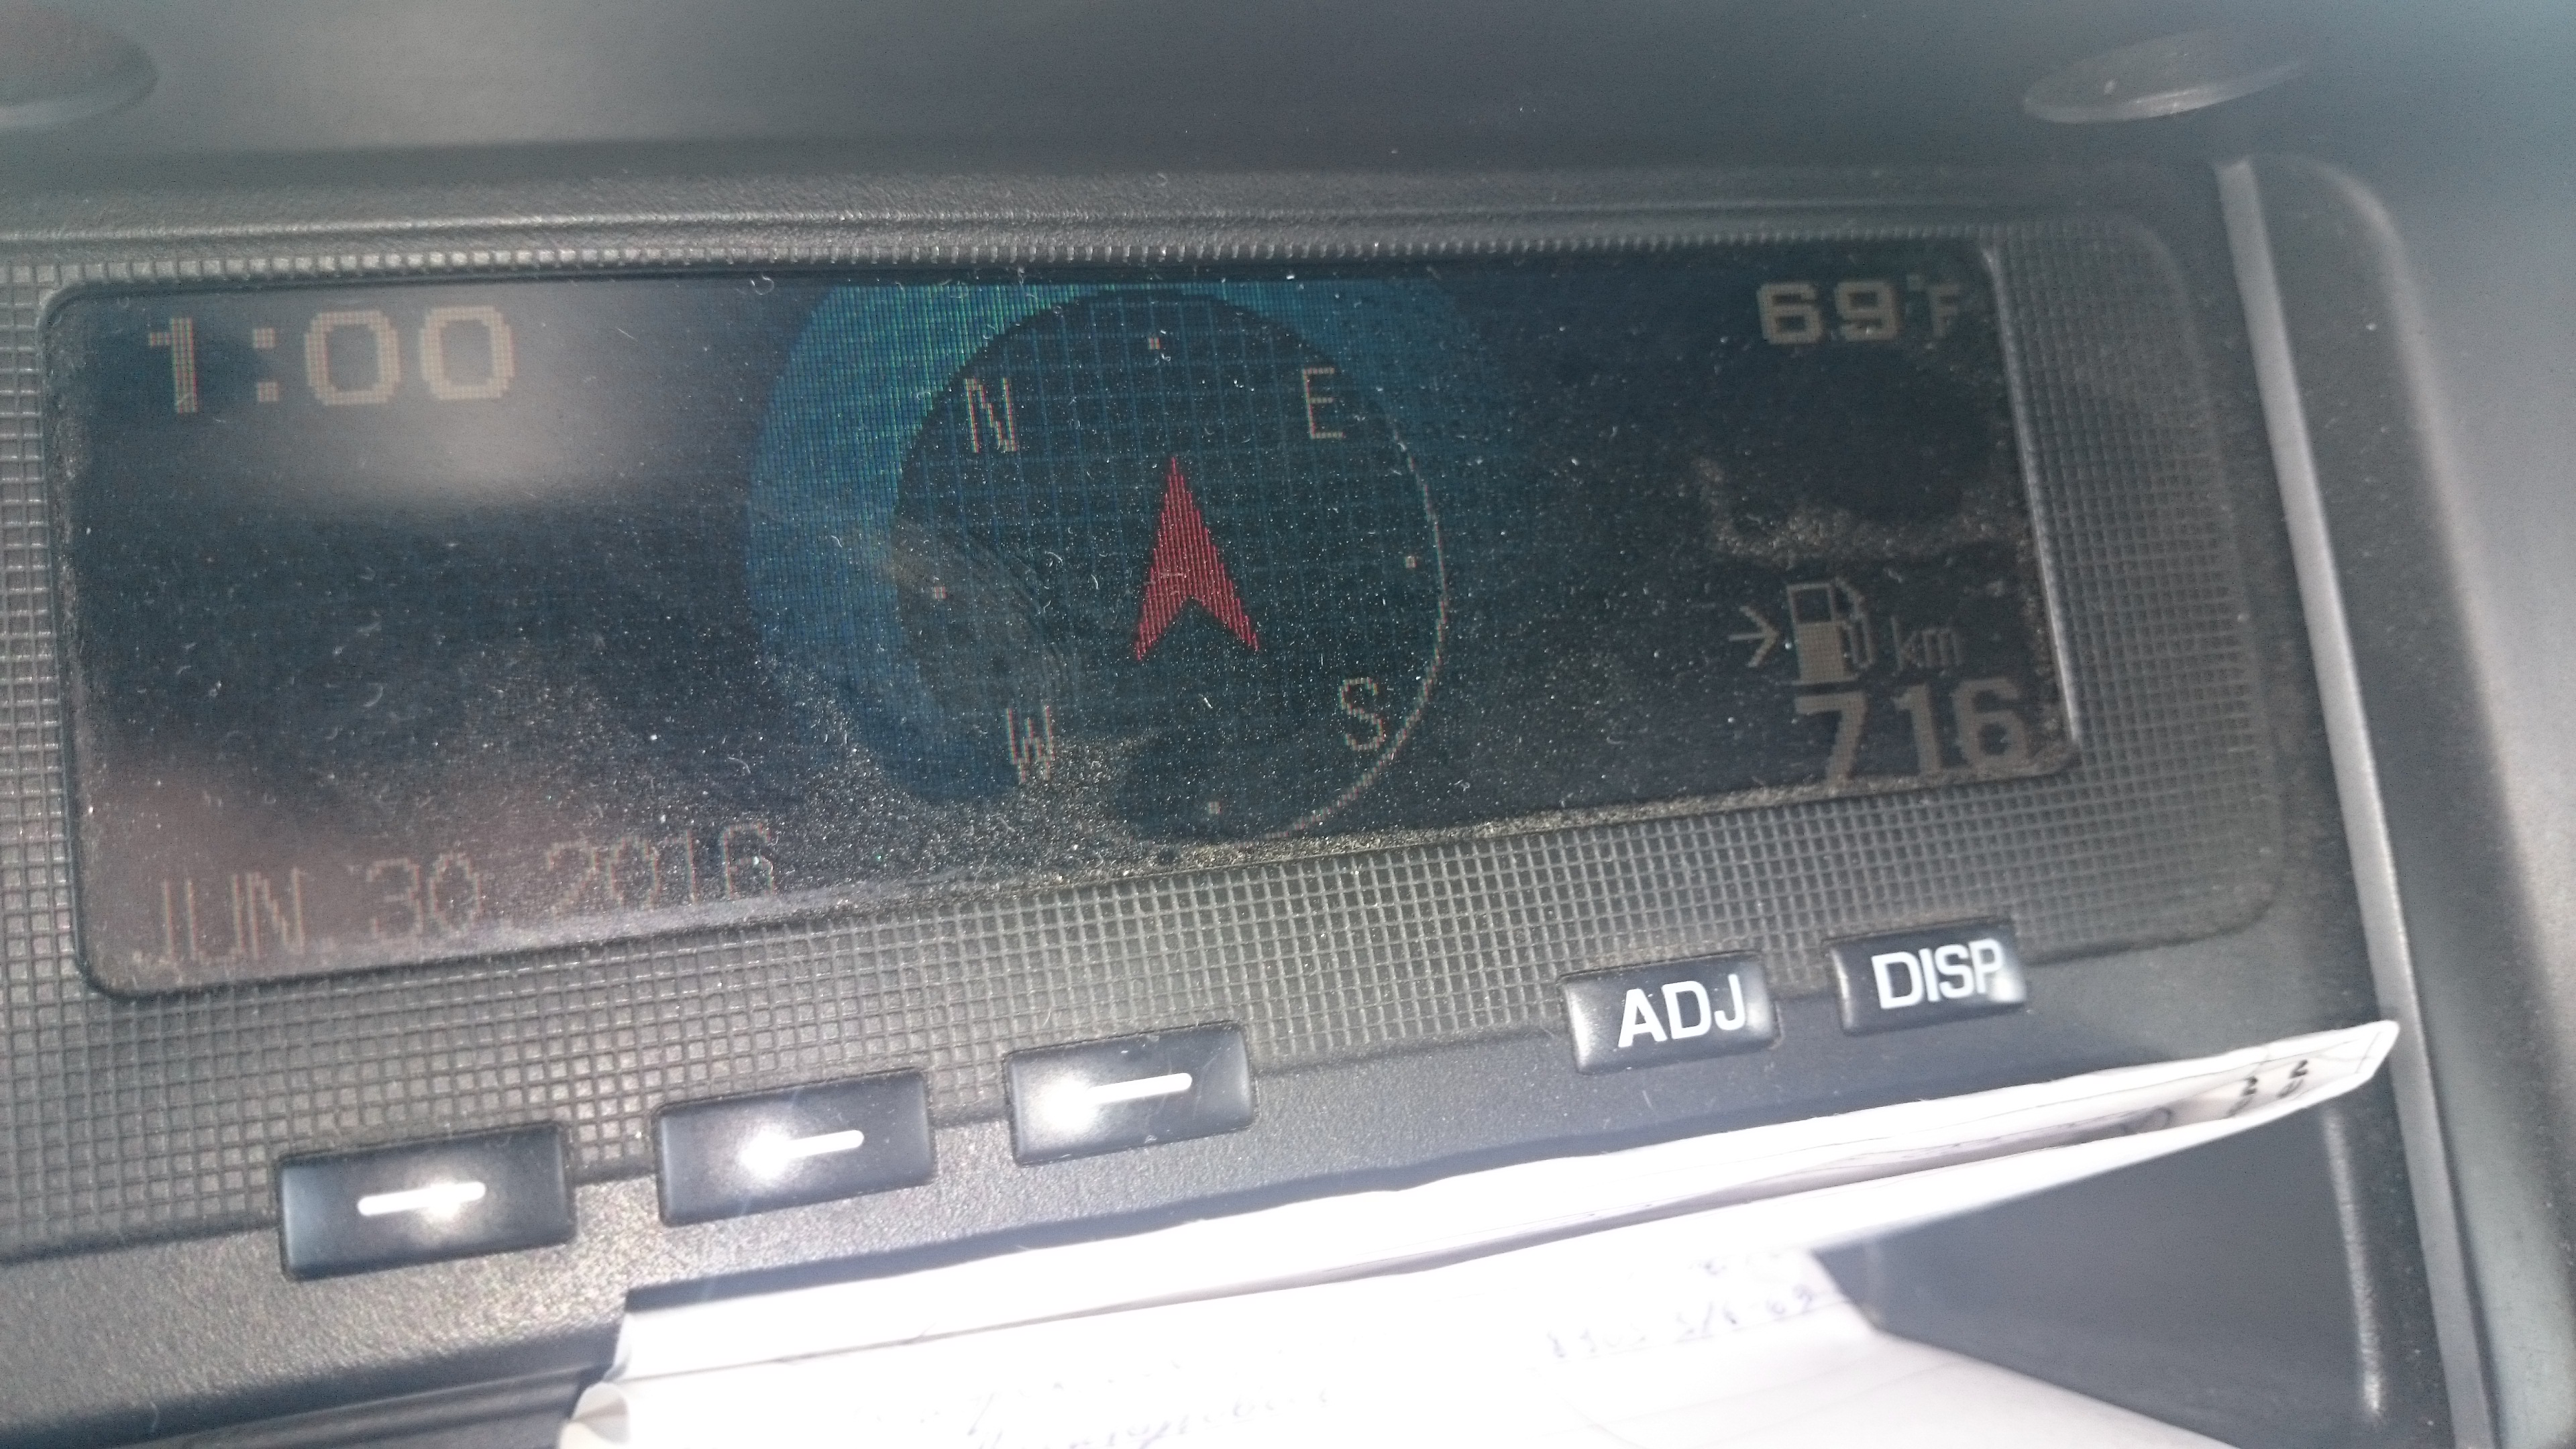 1:00
69°F
N E
W S
km
716
JUN 30 2016
ADJ DISP